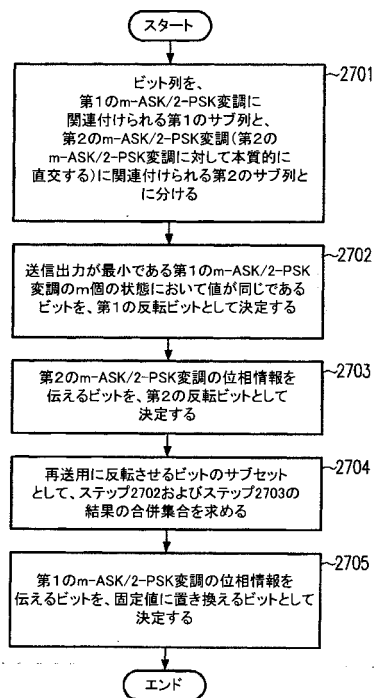 スタート
ビット列を、
第1のm-ASK/2-PSK変調に
関連付けられる第1のサブ列と、
第2のm-ASK/2-PSK変調(第2の
m-ASK/2-PSK変調に対して本質的に
直交する)に関連付けられる第2のサブ列と
に分ける
2701
送信出力が最小である第1のm-ASK/2-PSK
変調のm個の状態において値が同じである
ビットを、第1の反転ビットとして決定する
2702
第2のm-ASK/2-PSK変調の位相情報を
伝えるビットを、第2の反転ビットとして
決定する
2703
再送用に反転させるビットのサブセット
として、ステップ2702およびステップ2703の
結果の合併集合を求める
2704
第1のm-ASK/2-PSK変調の位相情報を
伝えるビットを、固定値に置き換えるビットとして
決定する
2705
エンド